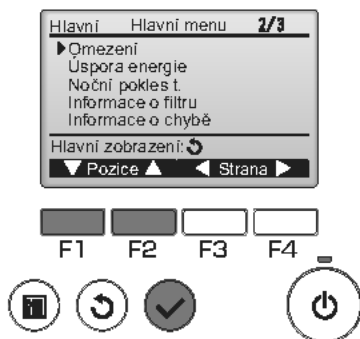 Hlavní Hlavní menu 2/3
Omezení
Úspora energie
Noční pokles t.
Informace o filtru
Informace o chybě
Hlavní zobrazení:
Pozice Strana
F1 F2 F3 F4